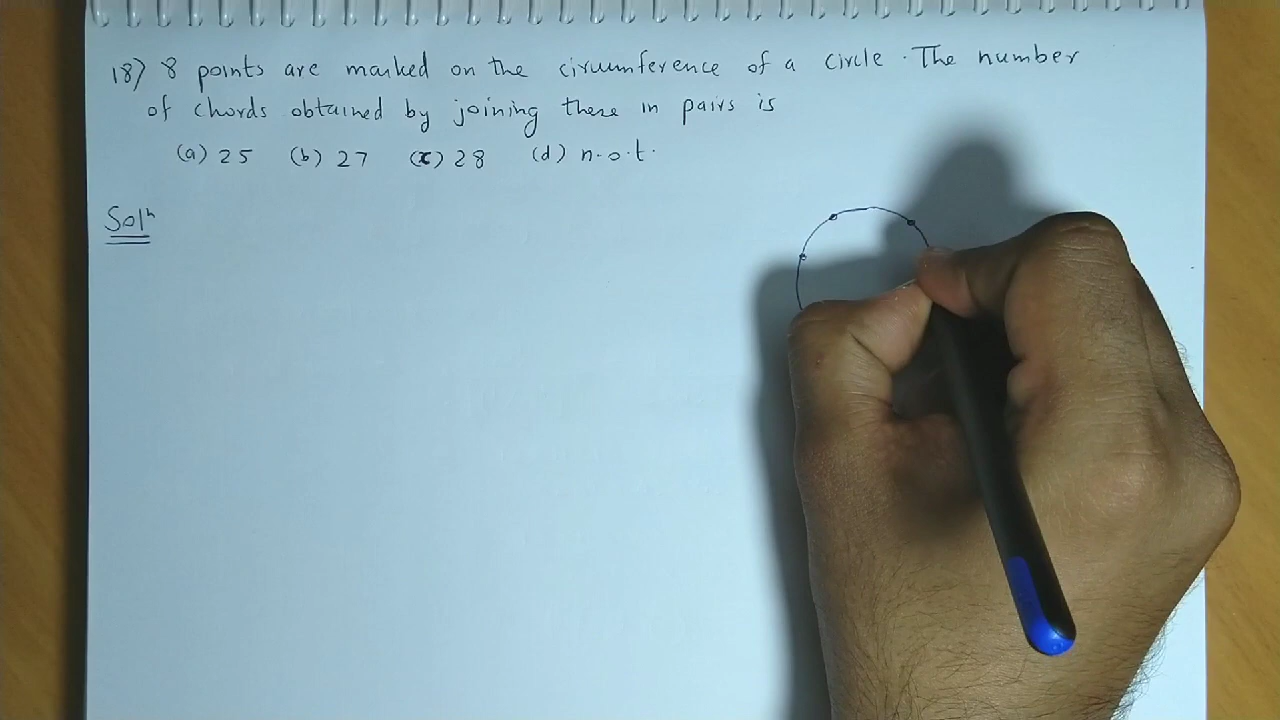 18) 8 points are marked on the circumference of a circle. The number
of chords obtained by joining these in pairs is
(a) 25 (b) 27 (c) 28 (d) n.o.t.
Solⁿ